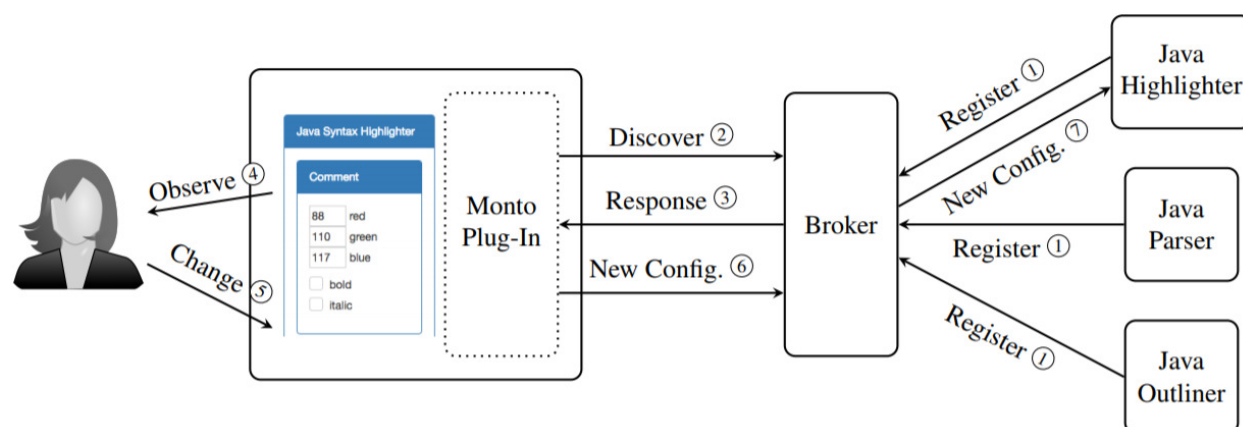 Observe ④
Change ⑤
Java Syntax Highlighter
Comment
88 red
110 green
117 blue
bold
italic
Monto
Plug-In
Discover ②
Response ③
New Config. ⑥
Broker
Register ①
New Config. ⑦
Register ①
Register ①
Java
Highlighter
Java
Parser
Java
Outliner